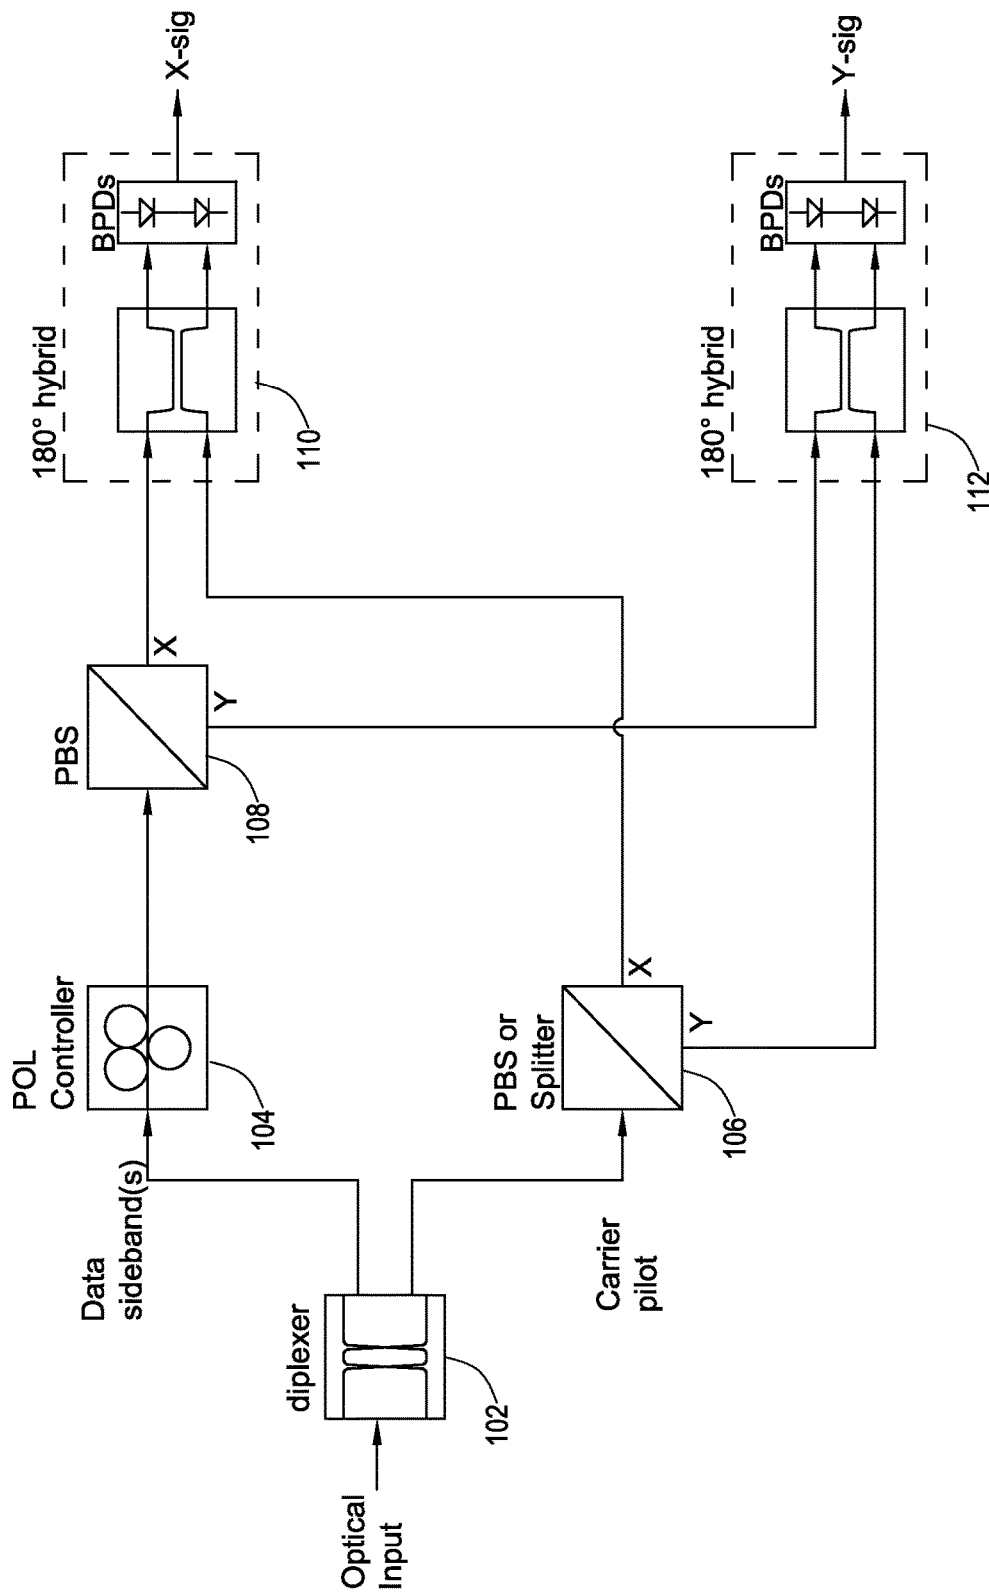 Optical
Input
diplexer
102
Data
sideband(s)
Carrier
pilot
POL
Controller
104
PBS or
Splitter
106
X
Y
PBS
108
X
Y
180° hybrid
BPDs
110
X-sig
180° hybrid
BPDs
112
Y-sig